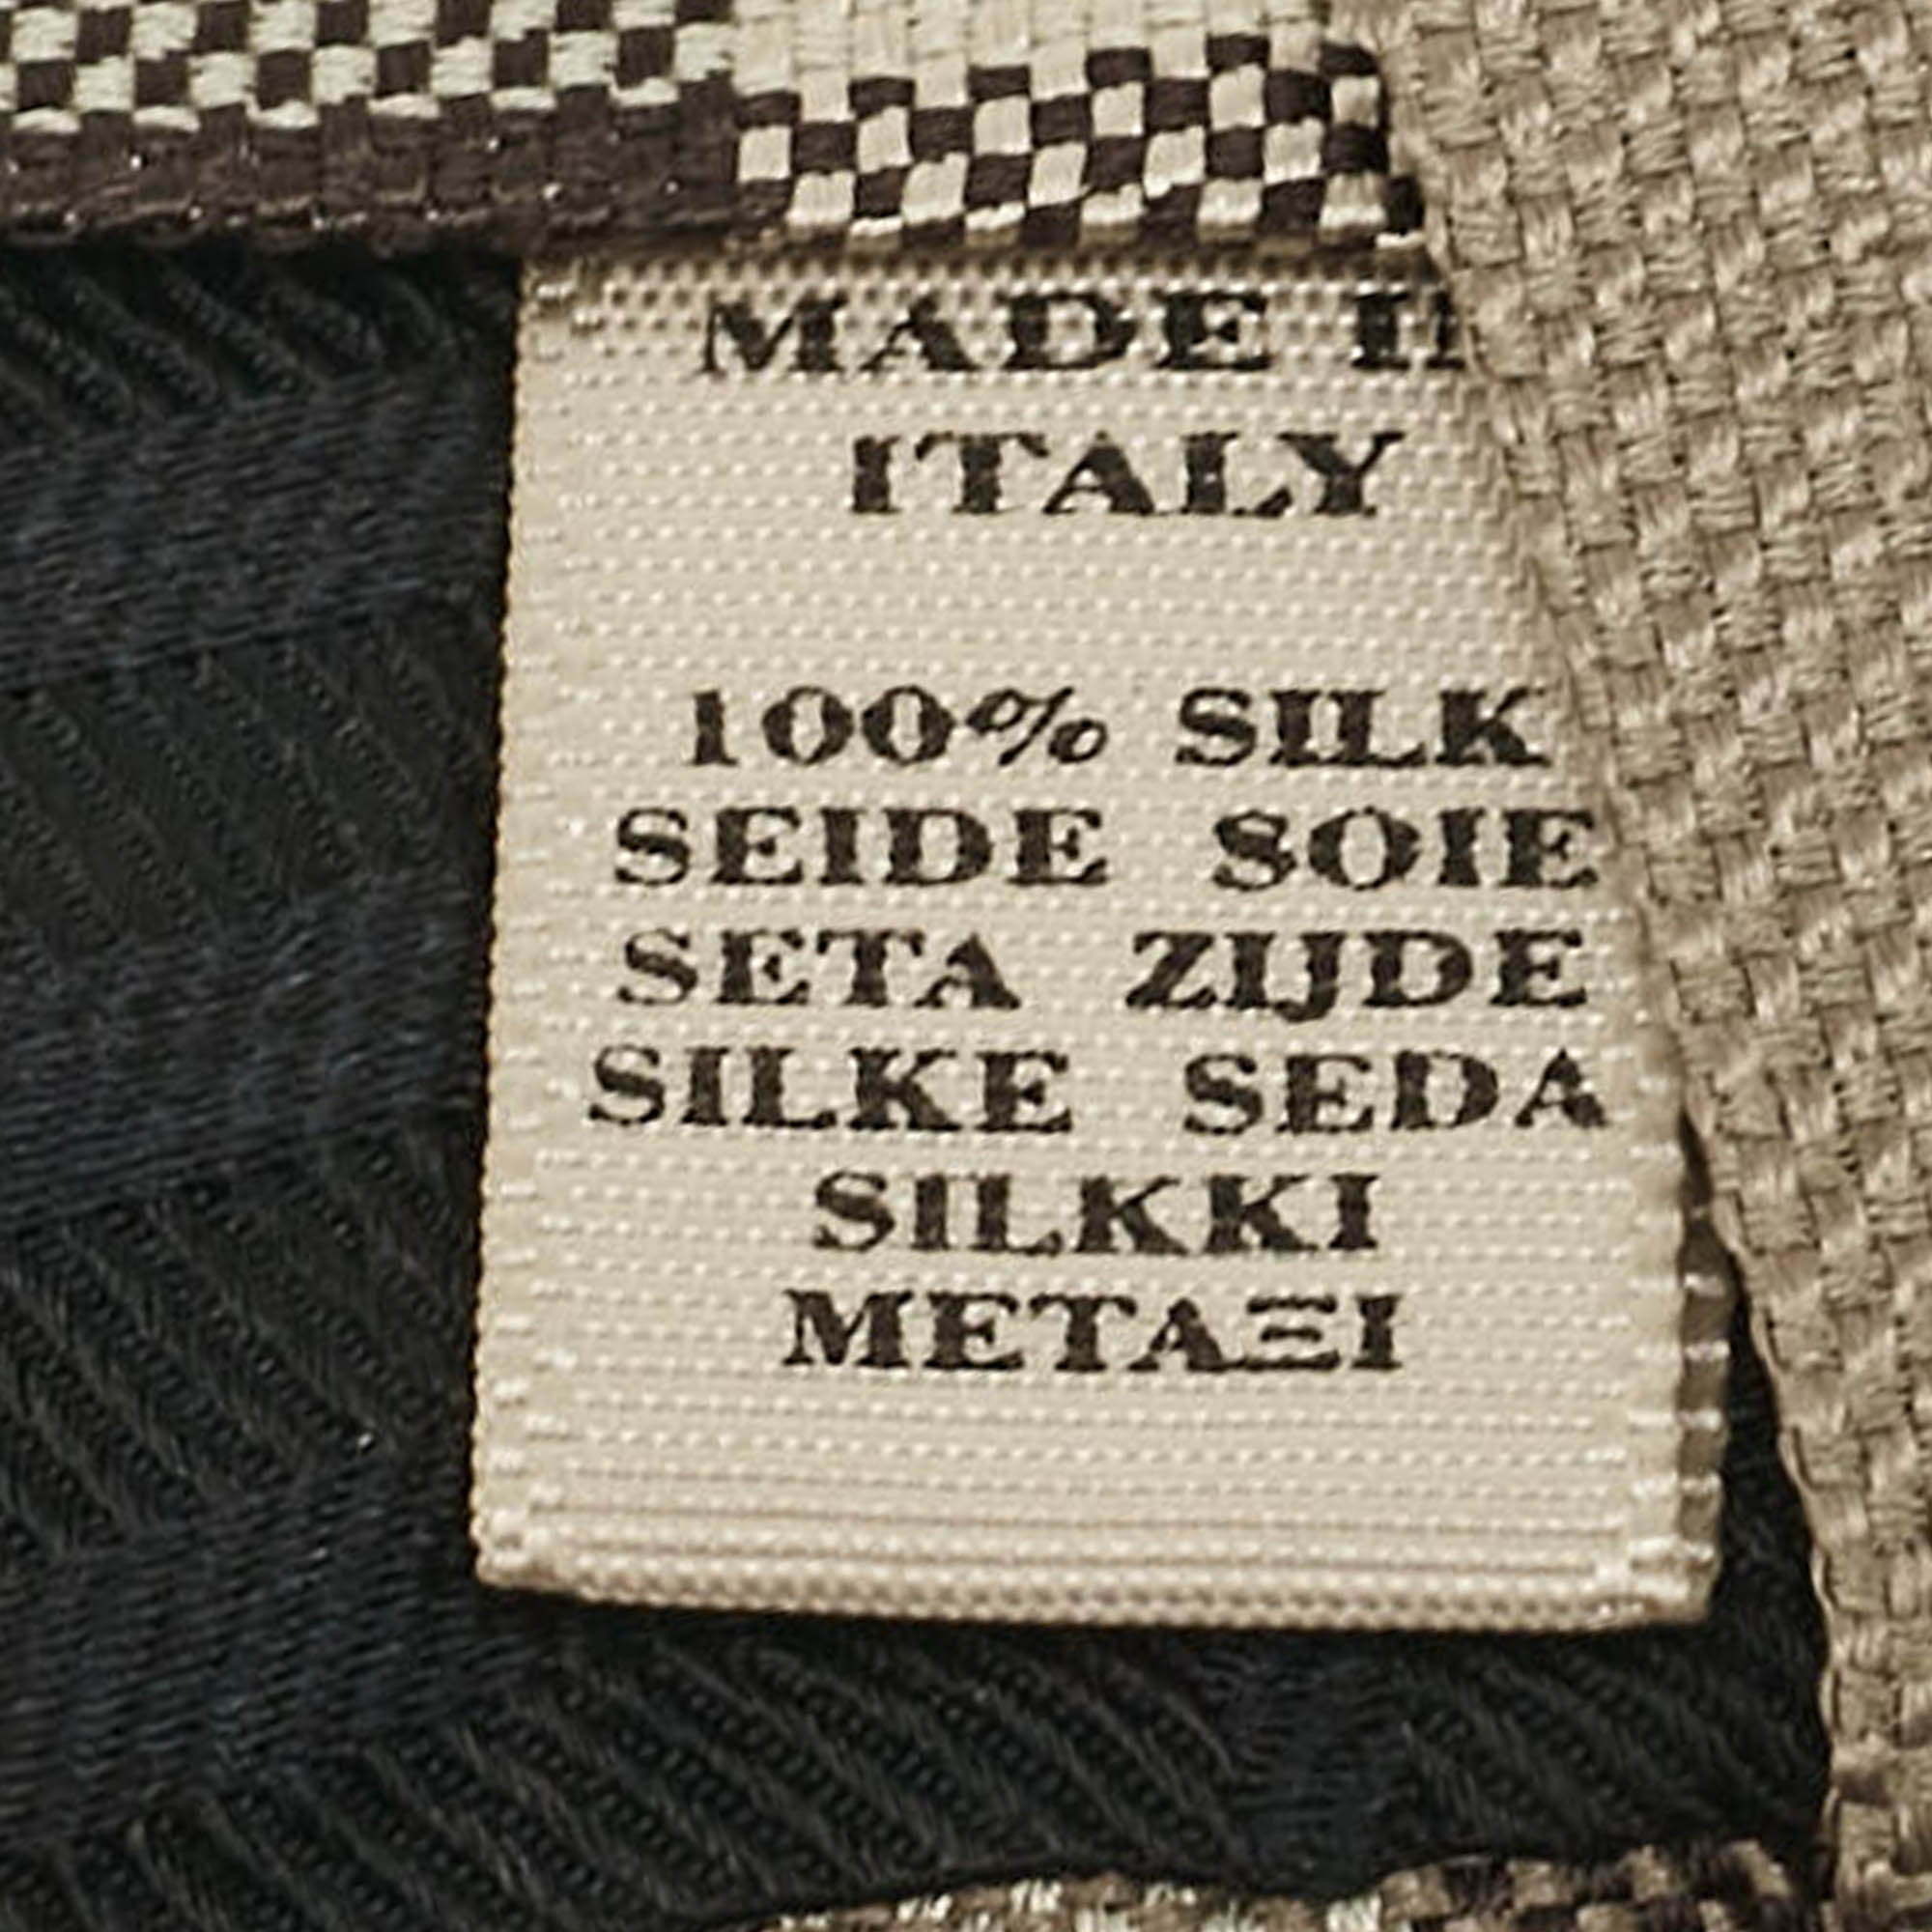 MADE I
ITALY
100% SILK
SEIDE SOIE
SETA ZIJDE
SILKE SEDA
SILKKI
ΜΕΤΑΞΙ